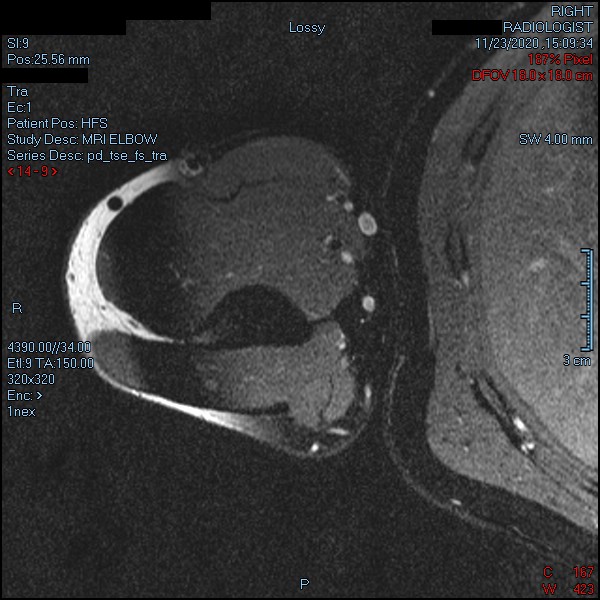 RIGHT
Lossy
RADIOLOGIST
SI:9
11/23/2020 ,15:09:34
Pos:25.56 mm
187% Pixel
DFOV 18.0 x 18.0 cm
Tra
Ec:1
Patient Pos: HFS
Study Desc: MRI ELBOW
SW 4.00 mm
Series Desc: pd_tse_fs_tra
< 14 - 9 >
R
4390.00//34.00
Etl:9 TA:150.00
3 cm
320x320
Enc: >
1nex
P
C 167
W 423